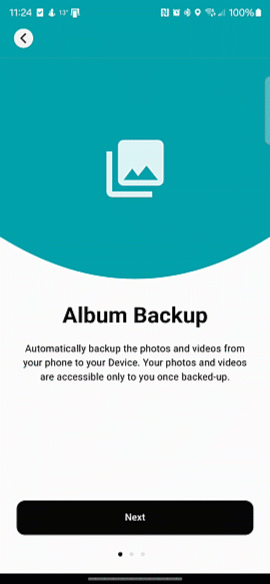 11:24 13°
100%
Album Backup
Automatically backup the photos and videos from
your phone to your Device. Your photos and videos
are accessible only to you once backed-up.
Next